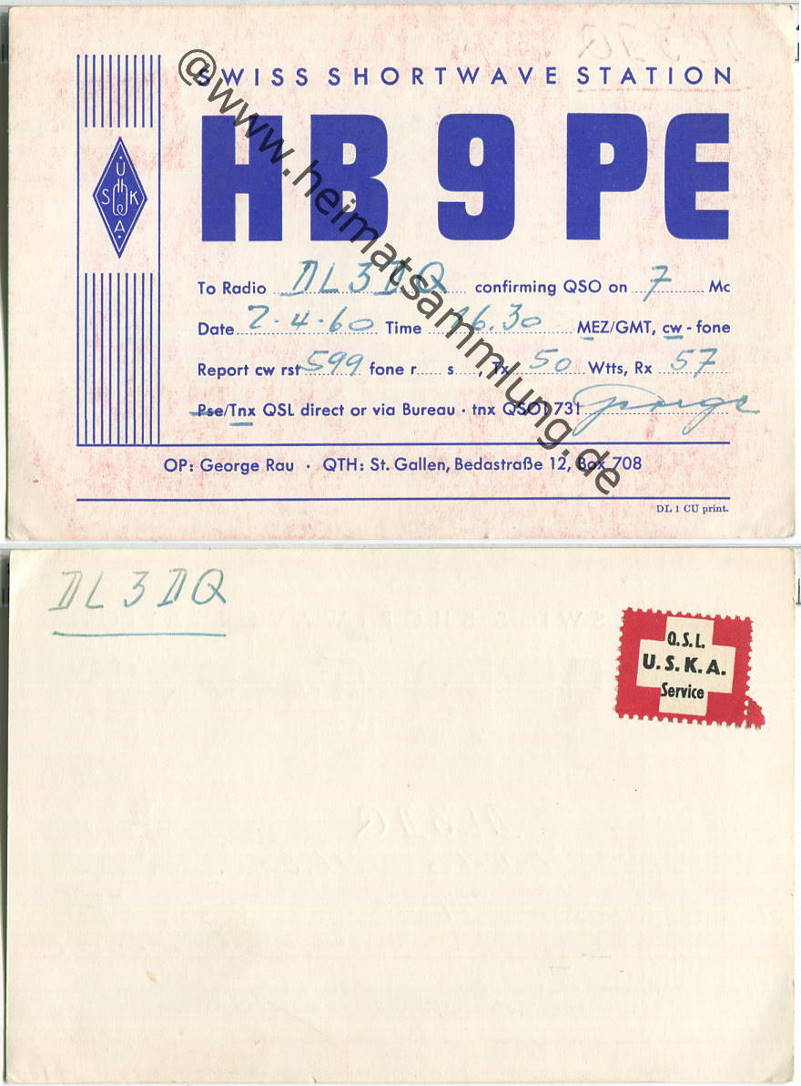 SWISS SHORTWAVE STATION
HB 9 PE
U
S K
A
To Radio DL3DQ confirming QSO on 7 Mc
Date 2·4·60 Time 16.30 MEZ/GMT, cw - fone
Report cw rst 599 fone r s , Tx 50 Wtts, Rx 57
Pse/Tnx QSL direct or via Bureau · tnx QSO! 731 George
OP: George Rau · QTH: St. Gallen, Bedastraße 12, Box 708
DL 1 CU print.
@www.heimatsammlung.de
DL3DQ
Q.S.L.
U.S.K.A.
Service